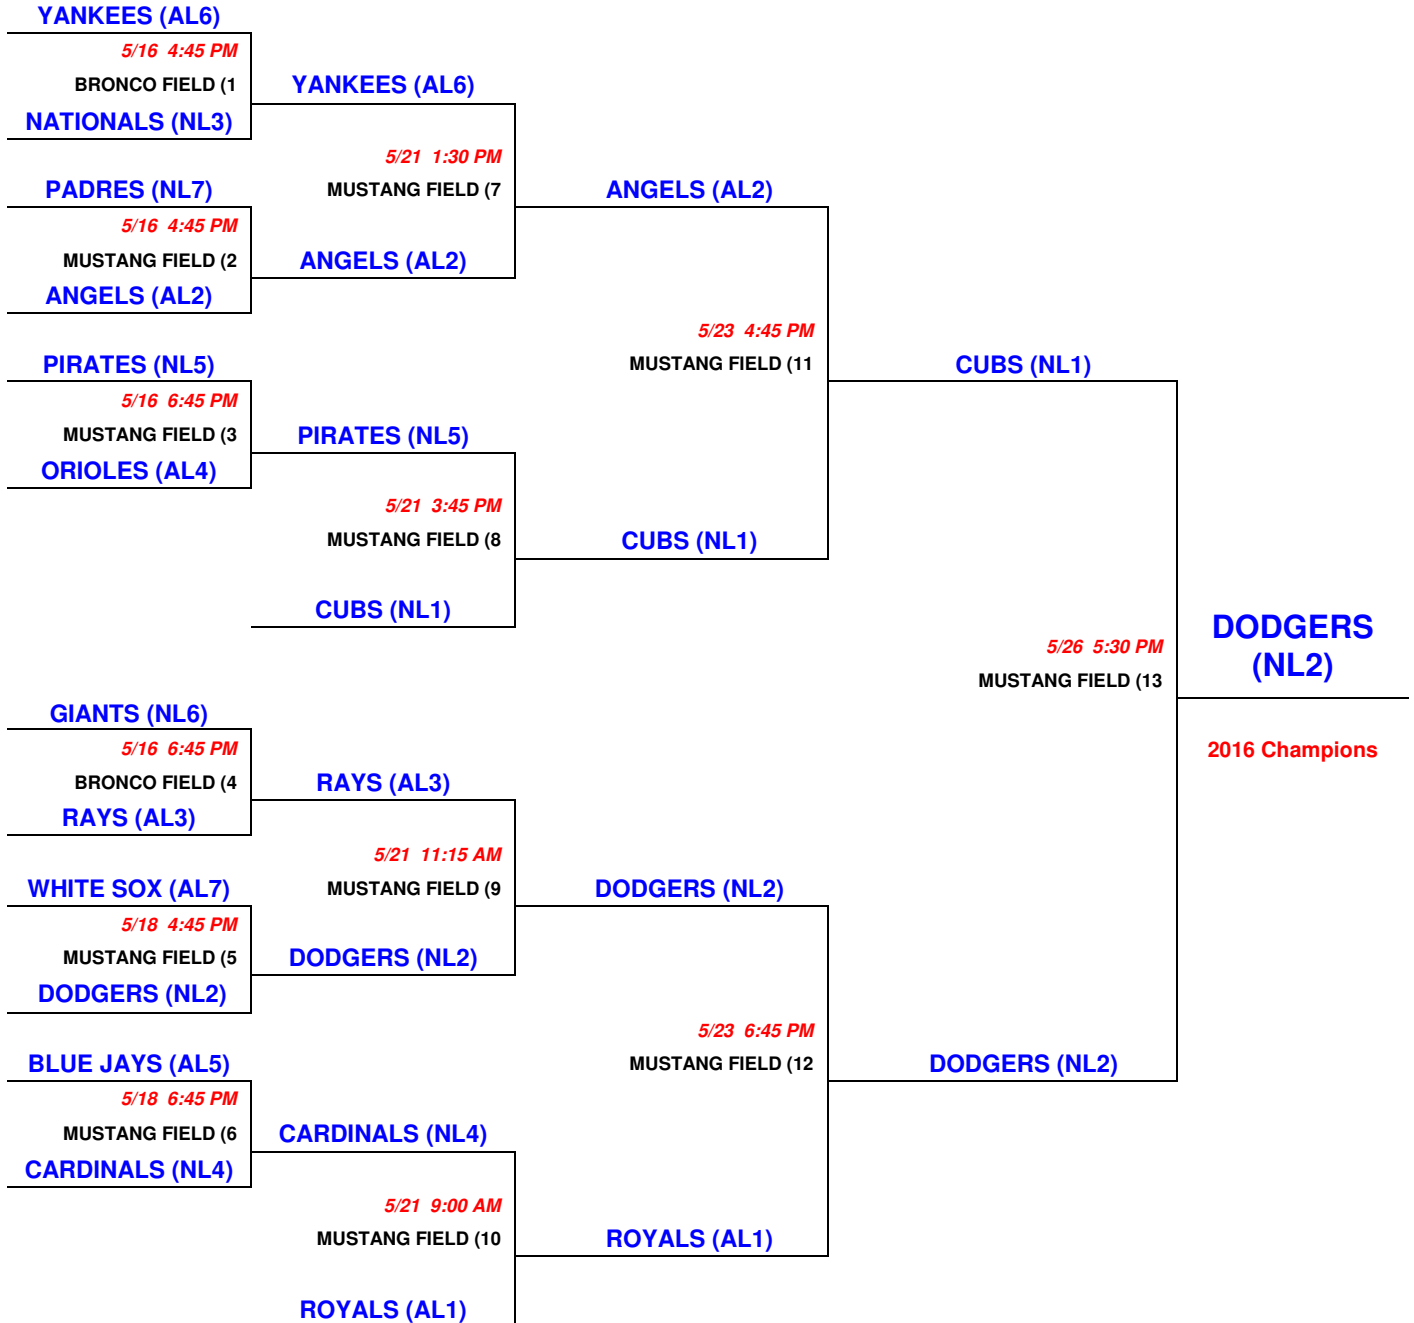 YANKEES (AL6)
5/16 4:45 PM
BRONCO FIELD (1
NATIONALS (NL3)
YANKEES (AL6)
5/21 1:30 PM
MUSTANG FIELD (7
PADRES (NL7)
5/16 4:45 PM
MUSTANG FIELD (2
ANGELS (AL2)
ANGELS (AL2)
ANGELS (AL2)
5/23 4:45 PM
MUSTANG FIELD (11
PIRATES (NL5)
5/16 6:45 PM
MUSTANG FIELD (3
ORIOLES (AL4)
PIRATES (NL5)
5/21 3:45 PM
MUSTANG FIELD (8
CUBS (NL1)
CUBS (NL1)
CUBS (NL1)
5/26 5:30 PM
MUSTANG FIELD (13
DODGERS
(NL2)
2016 Champions
GIANTS (NL6)
5/16 6:45 PM
BRONCO FIELD (4
RAYS (AL3)
RAYS (AL3)
5/21 11:15 AM
MUSTANG FIELD (9
WHITE SOX (AL7)
5/18 4:45 PM
MUSTANG FIELD (5
DODGERS (NL2)
DODGERS (NL2)
DODGERS (NL2)
5/23 6:45 PM
MUSTANG FIELD (12
DODGERS (NL2)
BLUE JAYS (AL5)
5/18 6:45 PM
MUSTANG FIELD (6
CARDINALS (NL4)
CARDINALS (NL4)
5/21 9:00 AM
MUSTANG FIELD (10
ROYALS (AL1)
ROYALS (AL1)